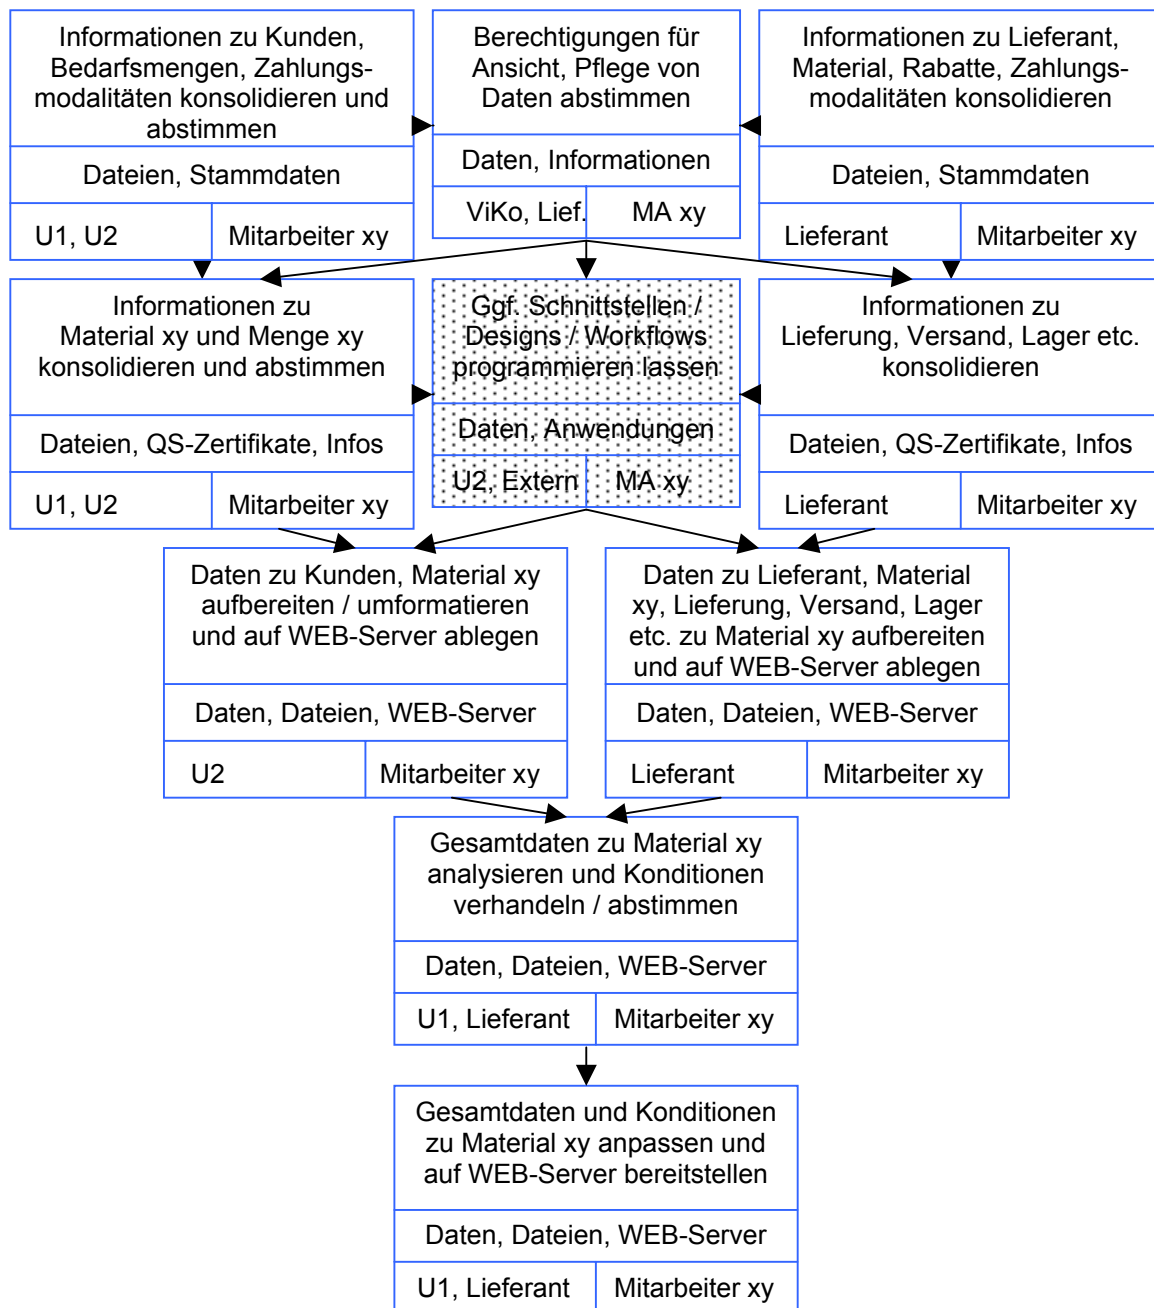 Informationen zu Kunden,
Bedarfsmengen, Zahlungs-
modalitäten konsolidieren und
abstimmen
Dateien, Stammdaten
U1, U2
Mitarbeiter xy
Berechtigungen für
Ansicht, Pflege von
Daten abstimmen
Daten, Informationen
ViKo, Lief.
MA xy
Informationen zu Lieferant,
Material, Rabatte, Zahlungs-
modalitäten konsolidieren
Dateien, Stammdaten
Lieferant
Mitarbeiter xy
Informationen zu
Material xy und Menge xy
konsolidieren und abstimmen
Dateien, QS-Zertifikate, Infos
U1, U2
Mitarbeiter xy
Ggf. Schnittstellen /
Designs / Workflows
programmieren lassen
Daten, Anwendungen
U2, Extern
MA xy
Informationen zu
Lieferung, Versand, Lager etc.
konsolidieren
Dateien, QS-Zertifikate, Infos
Lieferant
Mitarbeiter xy
Daten zu Kunden, Material xy
aufbereiten / umformatieren
und auf WEB-Server ablegen
Daten, Dateien, WEB-Server
U2
Mitarbeiter xy
Daten zu Lieferant, Material
xy, Lieferung, Versand, Lager
etc. zu Material xy aufbereiten
und auf WEB-Server ablegen
Daten, Dateien, WEB-Server
Lieferant
Mitarbeiter xy
Gesamtdaten zu Material xy
analysieren und Konditionen
verhandeln / abstimmen
Daten, Dateien, WEB-Server
U1, Lieferant
Mitarbeiter xy
Gesamtdaten und Konditionen
zu Material xy anpassen und
auf WEB-Server bereitstellen
Daten, Dateien, WEB-Server
U1, Lieferant
Mitarbeiter xy